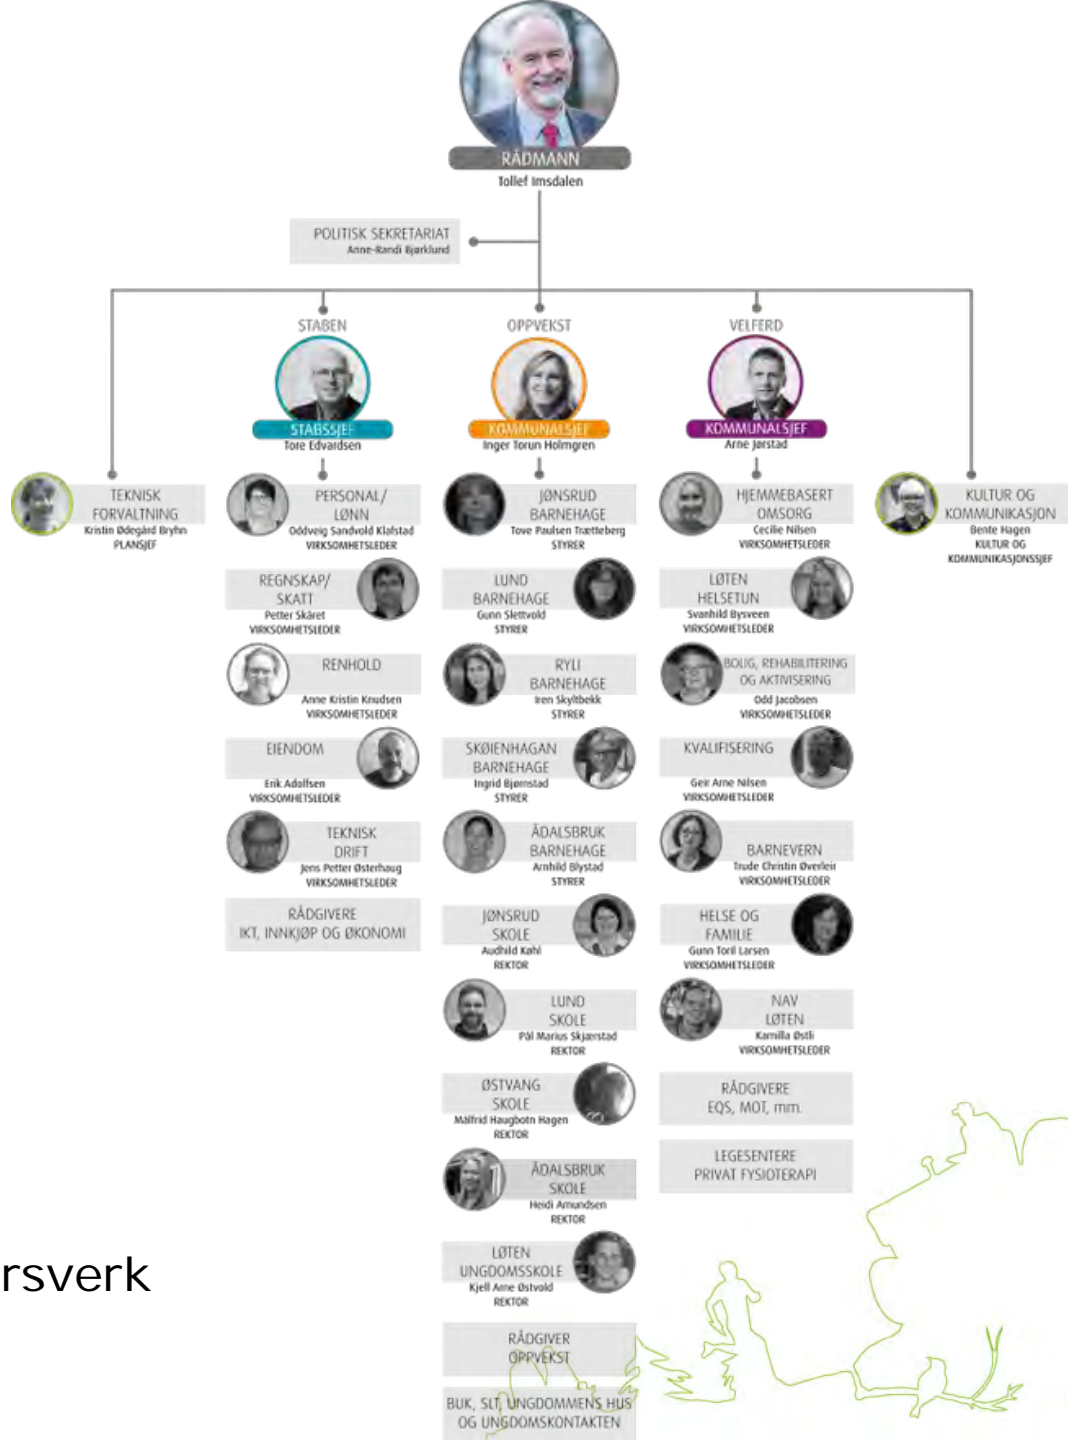 RÅDMANN
Tollef Imsdalen
POLITISK SEKRETARIAT
Anne-Randi Bjørklund
TEKNISK
FORVALTNING
Kristin Ødegård Bryhn
PLANSJEF
STABEN
STABSSJEF
Tore Edvardsen
PERSONAL/
LØNN
Oddveig Sandvold Klafstad
VIRKSOMHETSLEDER
REGNSKAP/
SKATT
Petter Skåret
VIRKSOMHETSLEDER
RENHOLD
Anne Kristin Knudsen
VIRKSOMHETSLEDER
EIENDOM
Erik Adolfsen
VIRKSOMHETSLEDER
TEKNISK
DRIFT
Jens Petter Østerhaug
VIRKSOMHETSLEDER
RÅDGIVERE
IKT, INNKJØP OG ØKONOMI
OPPVEKST
KOMMUNALSJEF
Inger Torun Holmgren
JØNSRUD
BARNEHAGE
Tove Paulsen Trætteberg
STYRER
LUND
BARNEHAGE
Gunn Slettvold
STYRER
RYLI
BARNEHAGE
Iren Skyltbekk
STYRER
SKØIENHAGAN
BARNEHAGE
Ingrid Bjørnstad
STYRER
ÅDALSBRUK
BARNEHAGE
Arnhild Blystad
STYRER
JØNSRUD
SKOLE
Audhild Køhl
REKTOR
LUND
SKOLE
Pål Marius Skjærstad
REKTOR
ØSTVANG
SKOLE
Målfrid Haugbotn Hagen
REKTOR
ÅDALSBRUK
SKOLE
Heidi Amundsen
REKTOR
LØTEN
UNGDOMSSKOLE
Kjell Arne Østvold
REKTOR
RÅDGIVER
OPPVEKST
BUK, SLT, UNGDOMMENS HUS
OG UNGDOMSKONTAKTEN
VELFERD
KOMMUNALSJEF
Arne Jørstad
HJEMMEBASERT
OMSORG
Cecilie Nilsen
VIRKSOMHETSLEDER
LØTEN
HELSETUN
Svanhild Bysveen
VIRKSOMHETSLEDER
BOLIG, REHABILITERING
OG AKTIVISERING
Odd Jacobsen
VIRKSOMHETSLEDER
KVALIFISERING
Geir Arne Nilsen
VIRKSOMHETSLEDER
BARNEVERN
Trude Christin Øverleir
VIRKSOMHETSLEDER
HELSE OG
FAMILIE
Gunn Toril Larsen
VIRKSOMHETSLEDER
NAV
LØTEN
Kamilla Østli
VIRKSOMHETSLEDER
RÅDGIVERE
EQS, MOT, mm.
LEGESENTERE
PRIVAT FYSIOTERAPI
KULTUR OG
KOMMUNIKASJON
Bente Hagen
KULTUR OG
KOMMUNIKASJONSSJEF
rsverk